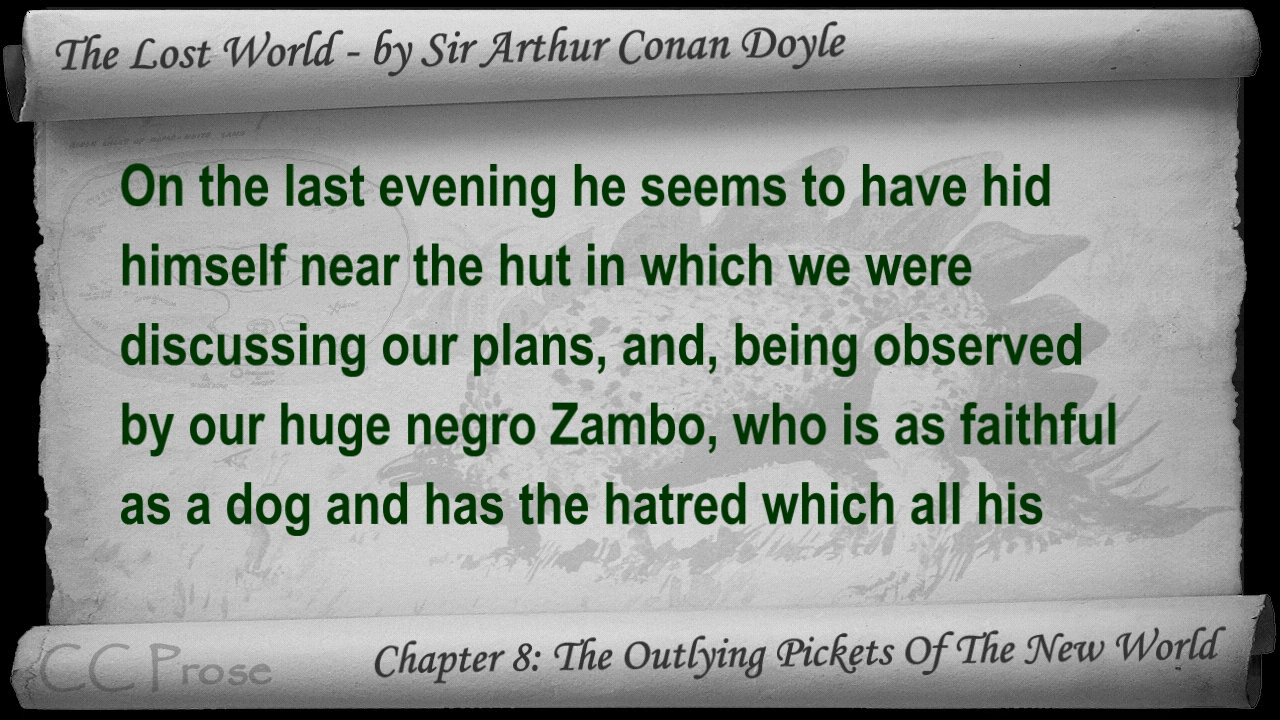 The Lost World - by Sir Arthur Conan Doyle
On the last evening he seems to have hid
himself near the hut in which we were
discussing our plans, and, being observed
by our huge negro Zambo, who is as faithful
as a dog and has the hatred which all his
CC Prose
Chapter 8: The Outlying Pickets Of The New World